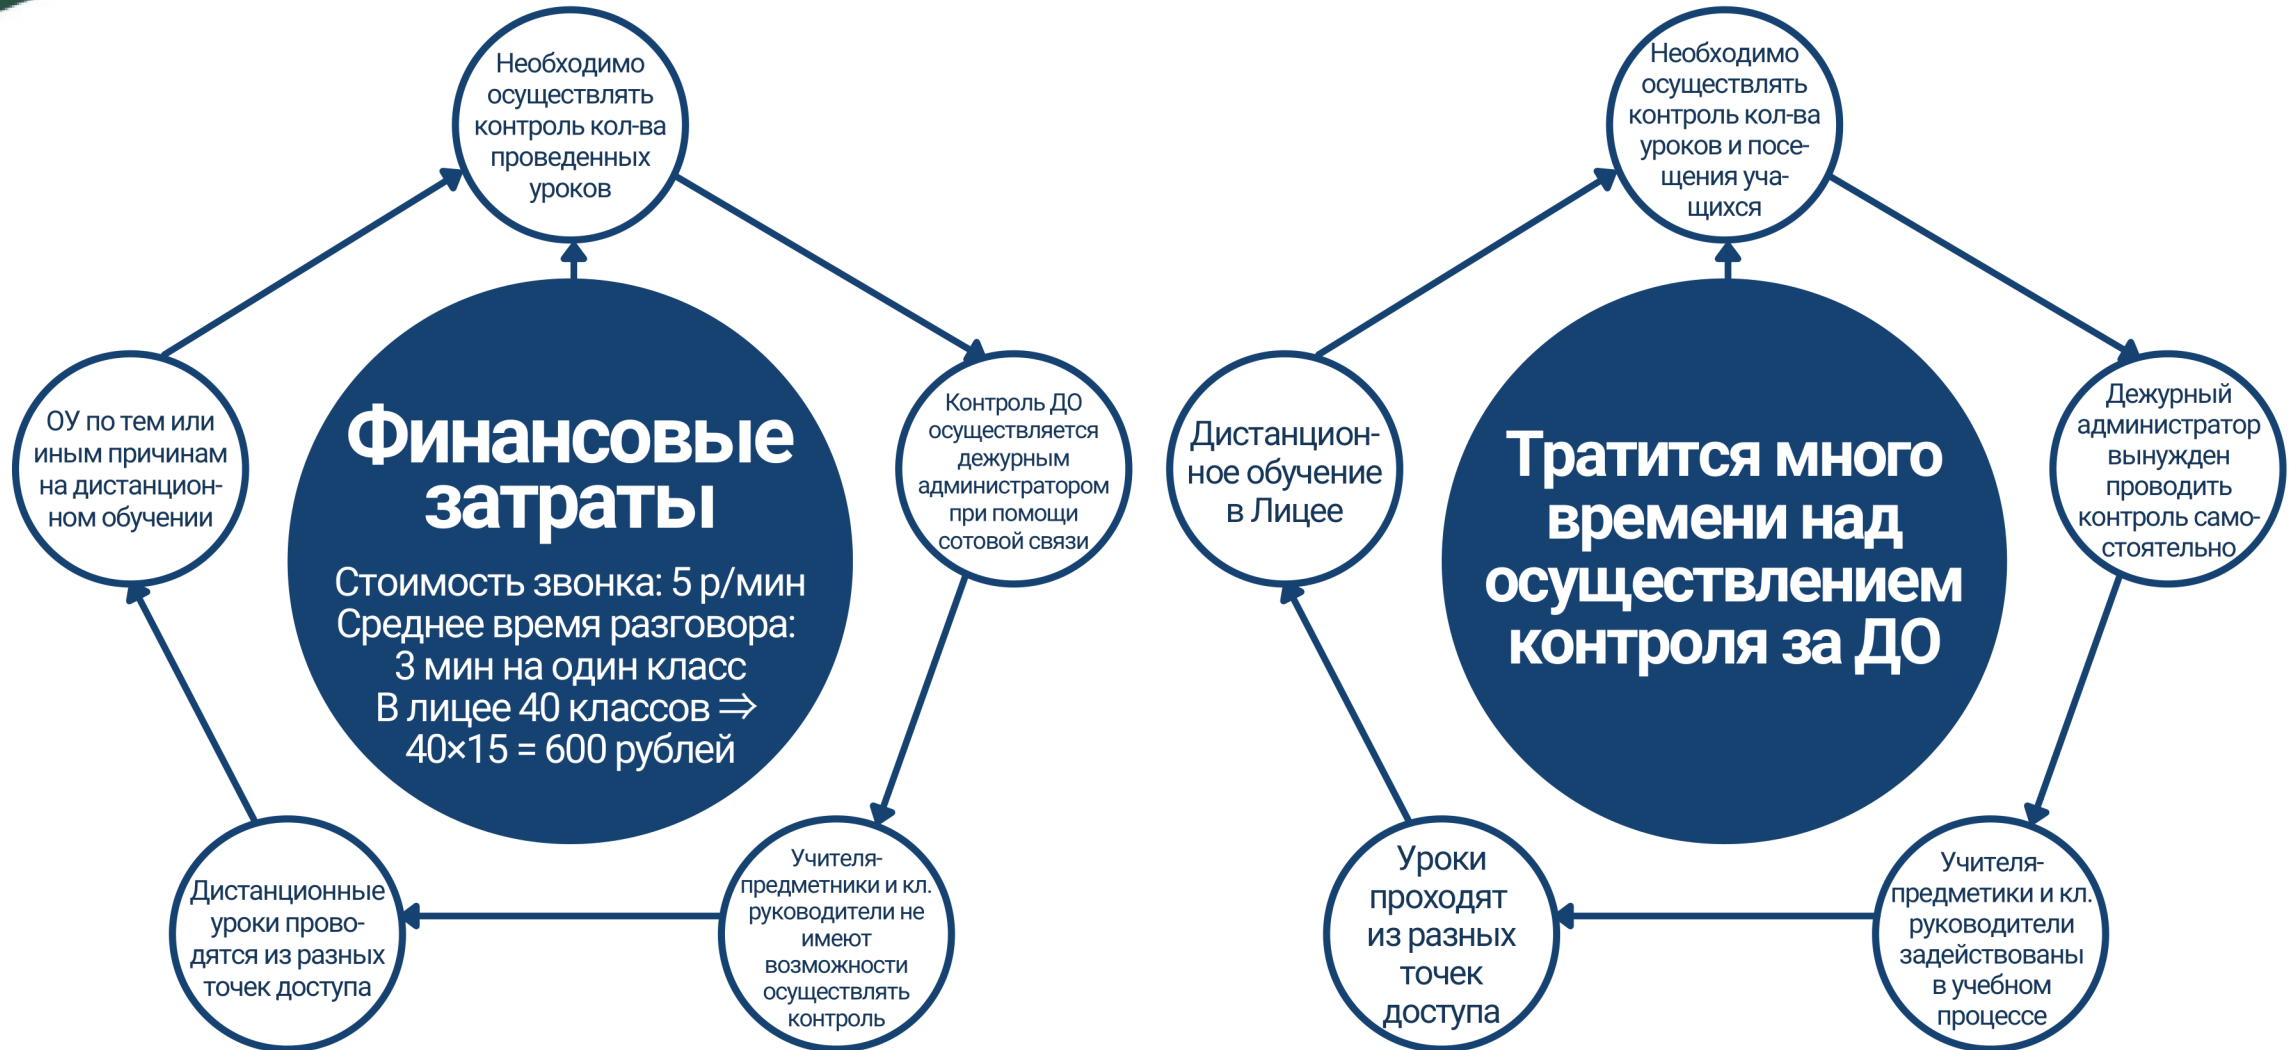 Необходимо
осуществлять
контроль кол-ва
проведенных
уроков
Контроль ДО
осуществляется
дежурным
администратором
при помощи
сотовой связи
Учителя-
предметники и кл.
руководители не
имеют
возможности
осуществлять
контроль
Дистанционные
уроки прово-
дятся из разных
точек доступа
ОУ по тем или
иным причинам
на дистанцион-
ном обучении
Финансовые
затраты
Стоимость звонка: 5 р/мин
Среднее время разговора:
3 мин на один класс
В лицее 40 классов ⇒
40×15 = 600 рублей
Необходимо
осуществлять
контроль кол-ва
уроков и посе-
щения уча-
щихся
Дежурный
администратор
вынужден
проводить
контроль само-
стоятельно
Учителя-
предметики и кл.
руководители
задействованы
в учебном
процессе
Уроки
проходят
из разных
точек
доступа
Дистанцион-
ное обучение
в Лицее
Тратится много
времени над
осуществлением
контроля за ДО